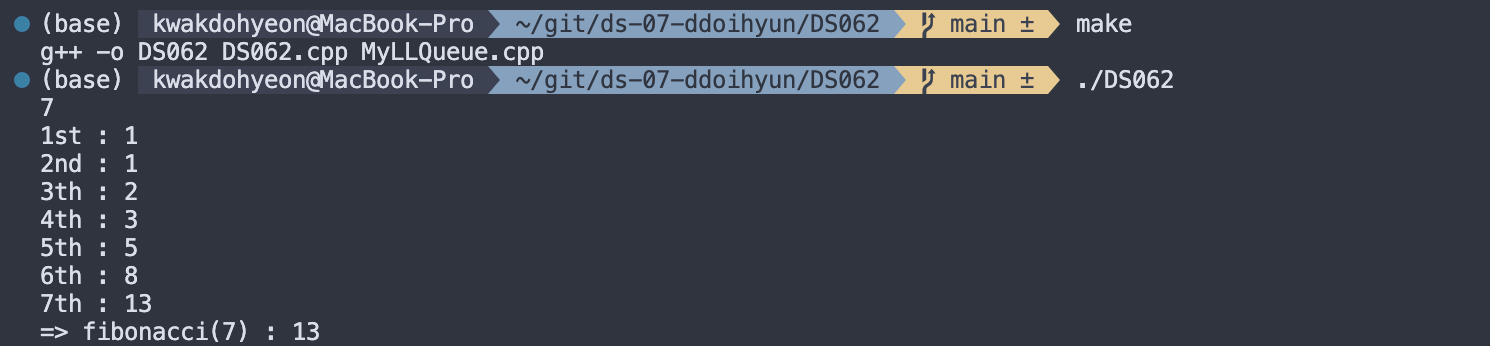 (base) kwakdohyeon@MacBook-Pro ~/git/ds-07-ddoihyun/DS062 main ± make
g++ -o DS062 DS062.cpp MyLLQueue.cpp
(base) kwakdohyeon@MacBook-Pro ~/git/ds-07-ddoihyun/DS062 main ± ./DS062
7
1st : 1
2nd : 1
3th : 2
4th : 3
5th : 5
6th : 8
7th : 13
=> fibonacci(7) : 13